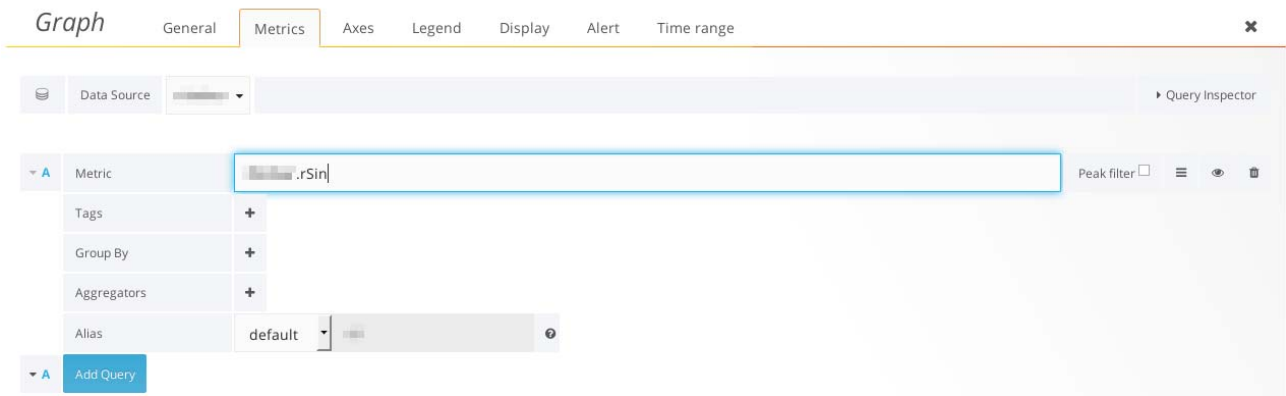 Graph General Metrics Axes Legend Display Alert Time range
Data Source Query Inspector
A Metric .rSin Peak filter
Tags
Group By
Aggregators
Alias default
A Add Query